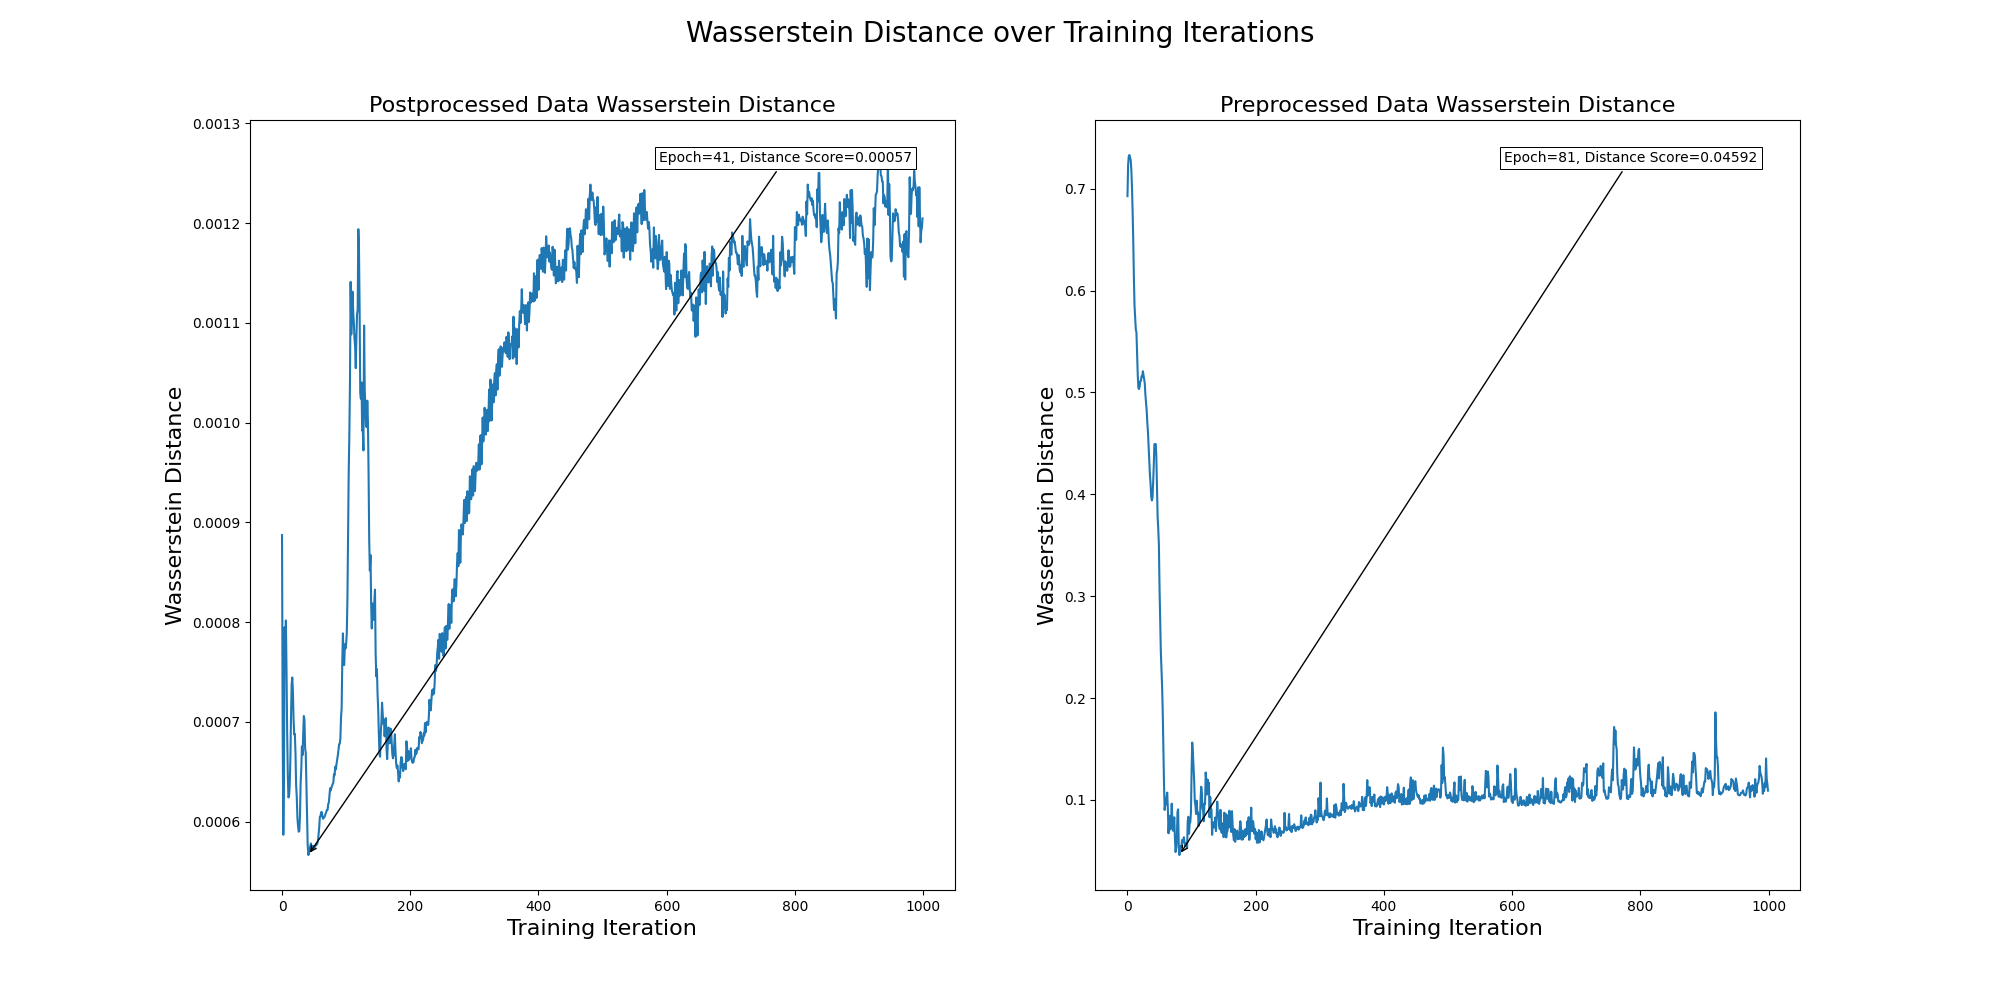 Wasserstein Distance over Training Iterations
Postprocessed Data Wasserstein Distance
Epoch=41, Distance Score=0.00057
Wasserstein Distance
0.0013
0.0012
0.0011
0.0010
0.0009
0.0008
0.0007
0.0006
0 200 400 600 800 1000
Training Iteration
Preprocessed Data Wasserstein Distance
Epoch=81, Distance Score=0.04592
Wasserstein Distance
0.7
0.6
0.5
0.4
0.3
0.2
0.1
0 200 400 600 800 1000
Training Iteration